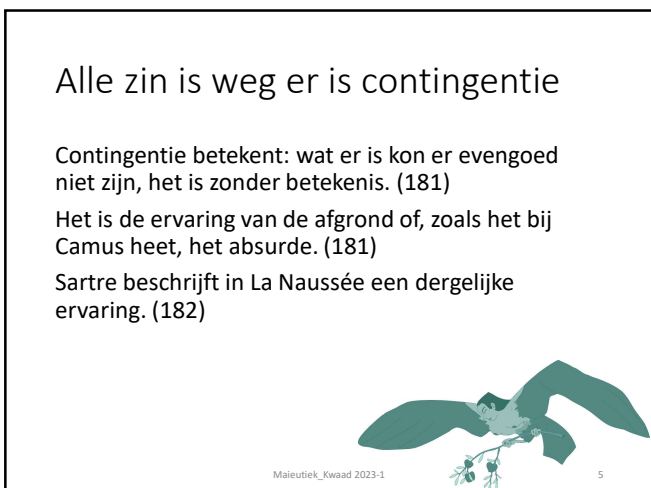 Alle zin is weg er is contingentie
Contingentie betekent: wat er is kon er evengoed
niet zijn, het is zonder betekenis. (181)
Het is de ervaring van de afgrond of, zoals het bij
Camus heet, het absurde. (181)
Sartre beschrijft in La Naussée een dergelijke
ervaring. (182)
Maieutiek_Kwaad 2023-1
5